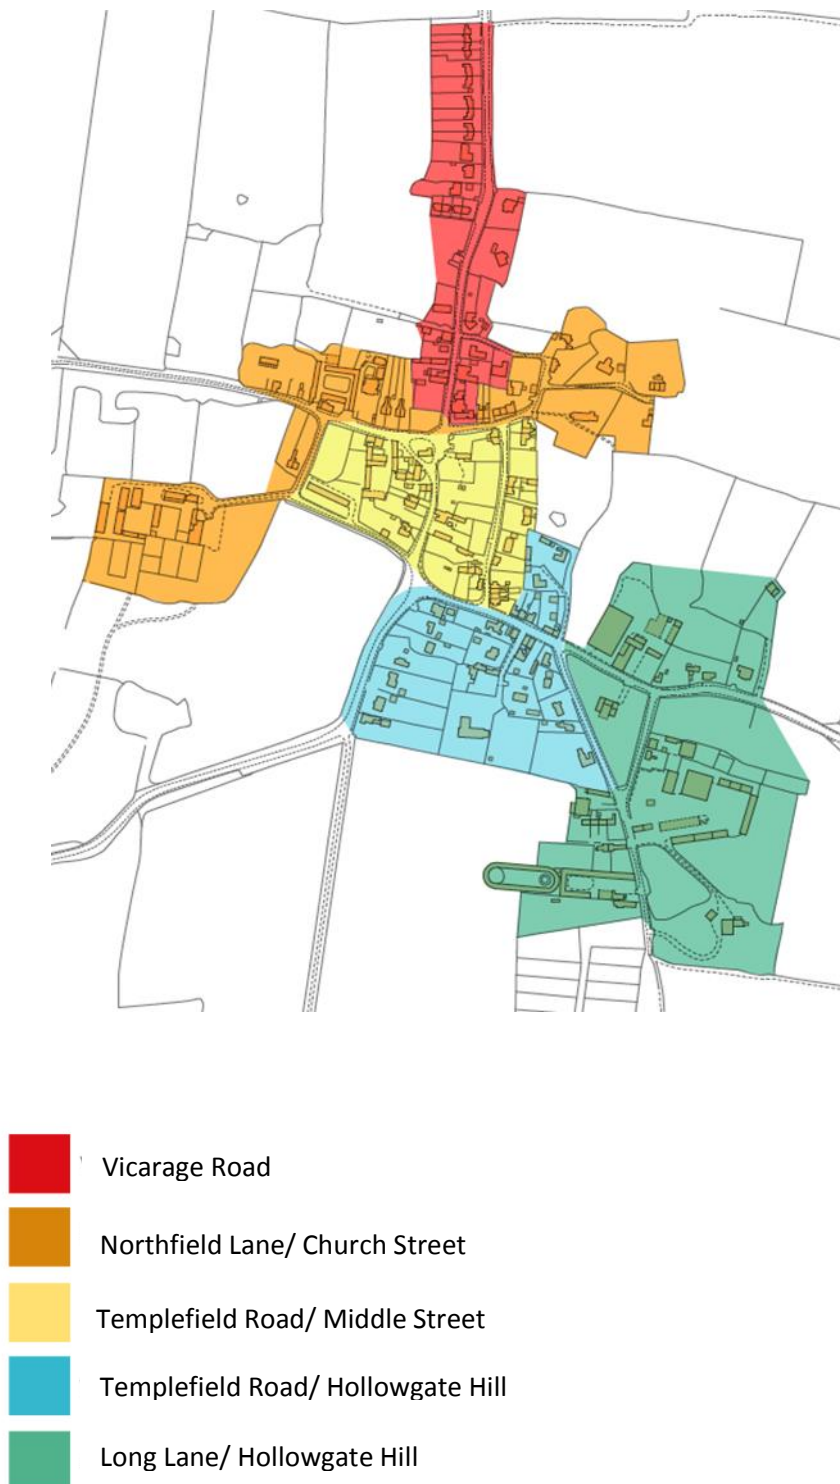 Vicarage Road
Northfield Lane/ Church Street
Templefield Road/ Middle Street
Templefield Road/ Hollowgate Hill
Long Lane/ Hollowgate Hill